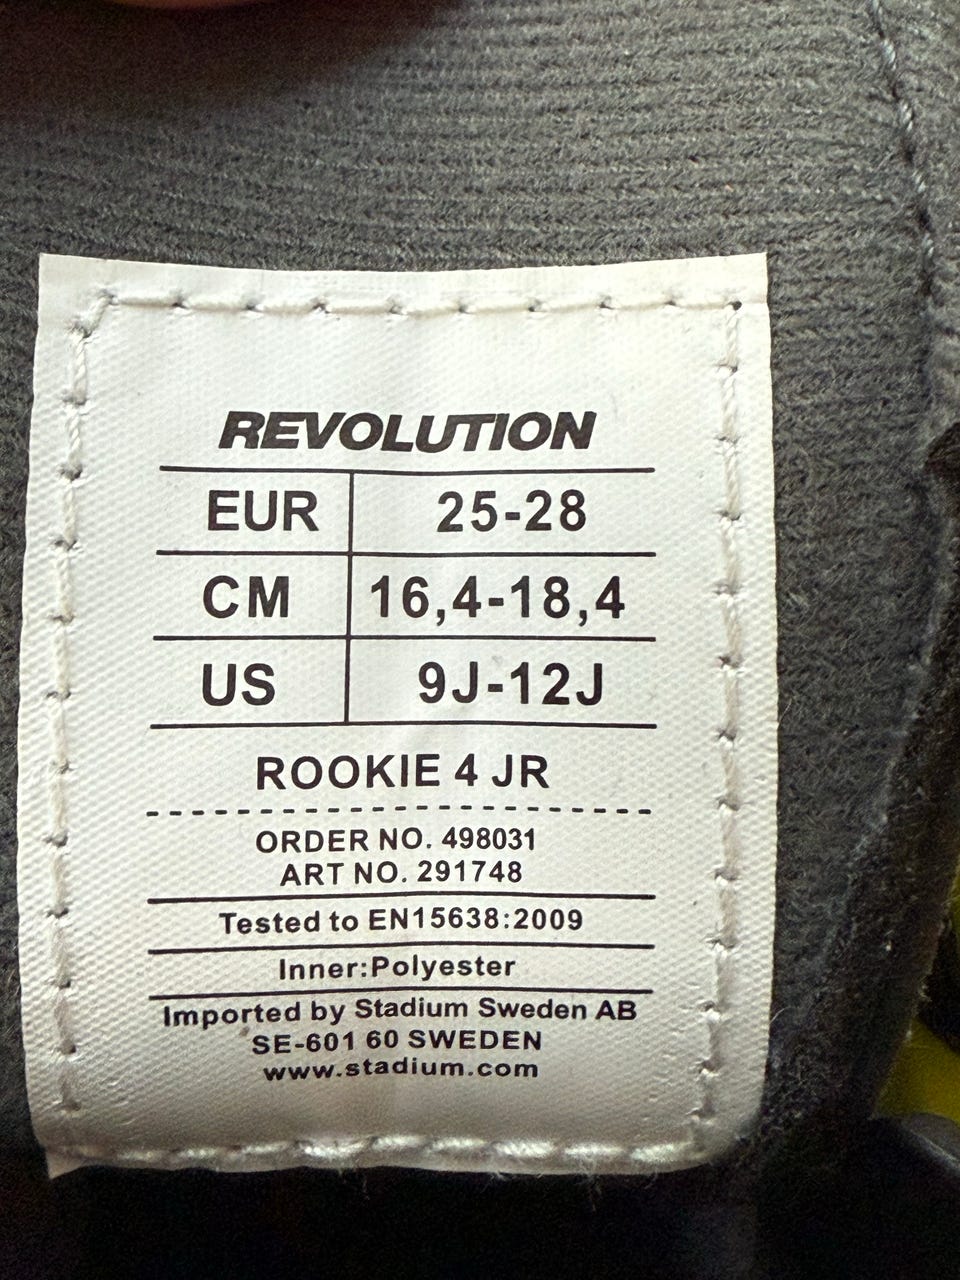 REVOLUTION
EUR 25-28
CM 16,4-18,4
US 9J-12J
ROOKIE 4 JR
ORDER NO. 498031
ART NO. 291748
Tested to EN15638:2009
Inner:Polyester
Imported by Stadium Sweden AB
SE-601 60 SWEDEN
www.stadium.com